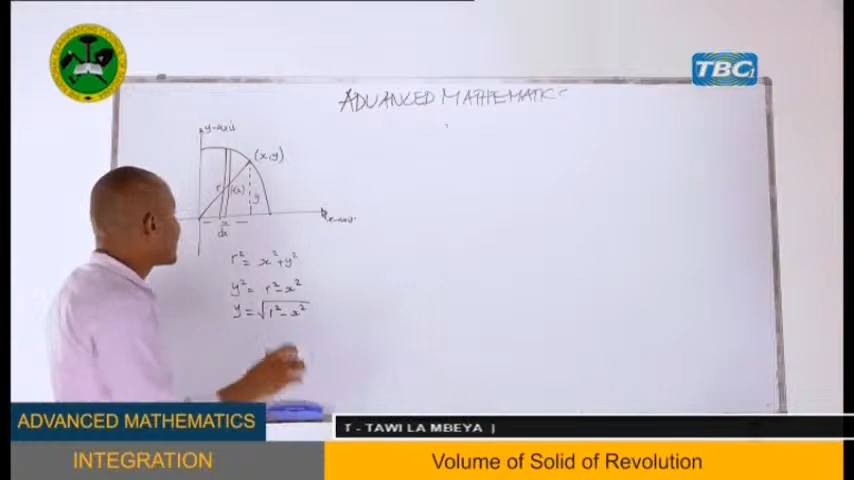 TBC1
ADVANCED MATHEMATICS
y-axis
(x,y)
r
y
x
dx
x-axis
r² = x² + y²
y² = r² - x²
y = √r² - x²
ADVANCED MATHEMATICS
T - TAWI LA MBEYA )
INTEGRATION
Volume of Solid of Revolution